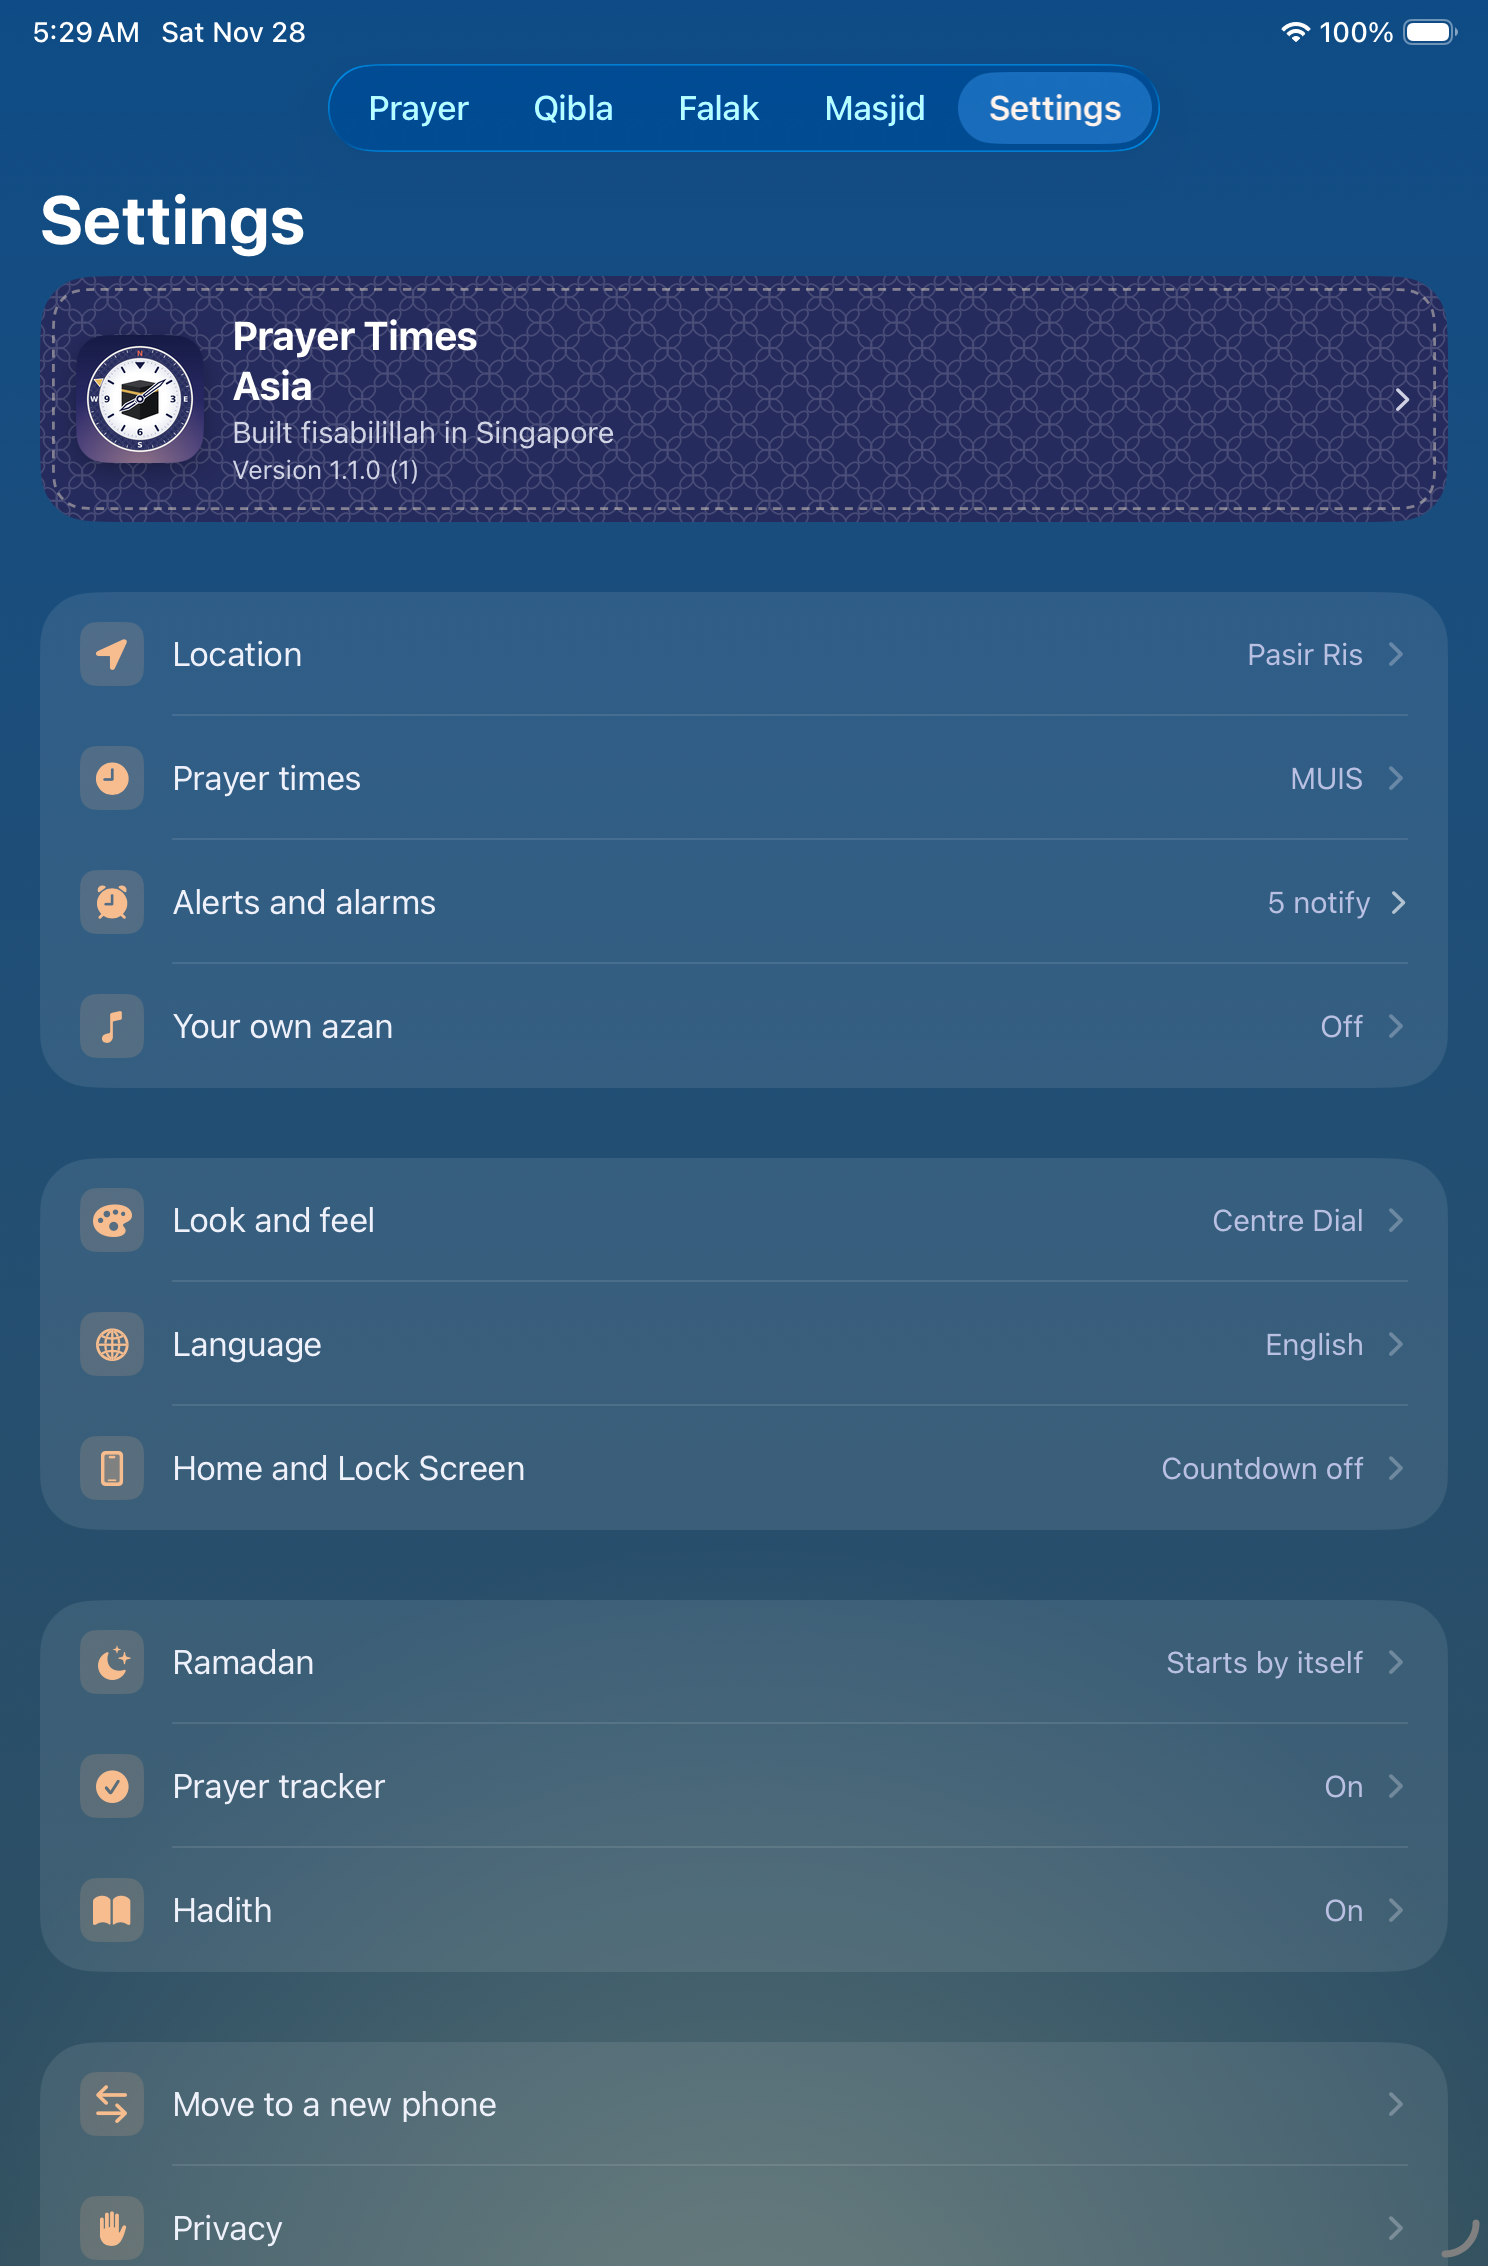 5:29 AM Sat Nov 28
100%
Prayer Qibla Falak Masjid Settings
Settings
N
W 9 3 E
6
S
Prayer Times
Asia
Built fisabilillah in Singapore
Version 1.1.0 (1)
Location Pasir Ris
Prayer times MUIS
Alerts and alarms 5 notify
Your own azan Off
Look and feel Centre Dial
Language English
Home and Lock Screen Countdown off
Ramadan Starts by itself
Prayer tracker On
Hadith On
Move to a new phone
Privacy